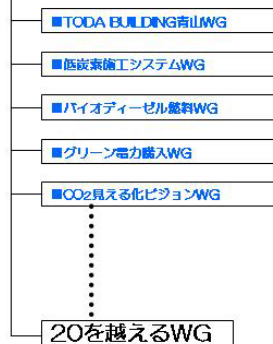 ■TODA BUILDING青山WG
■低炭素施工システムWG
■バイオディーゼル燃料WG
■グリーン電力購入WG
■CO2見える化ビジョンWG
20を越えるWG